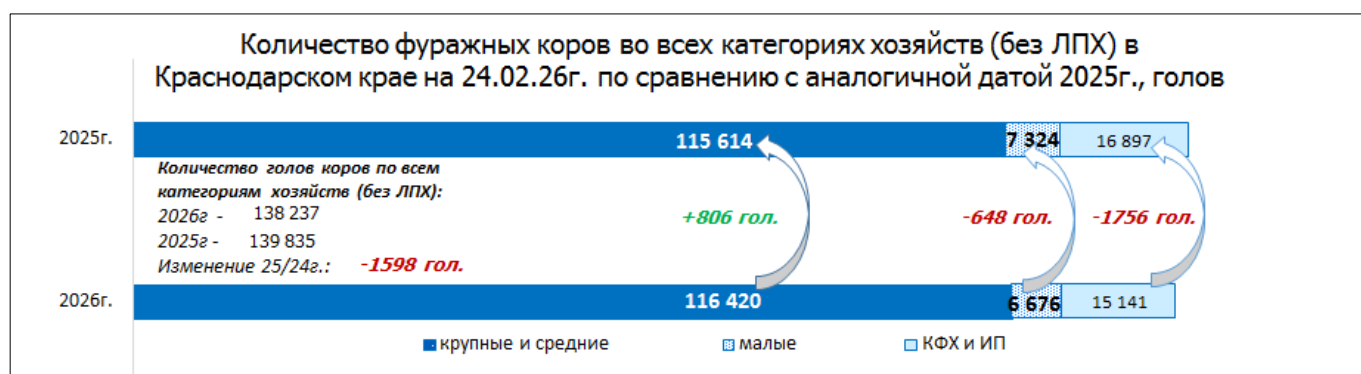 Количество фуражных коров во всех категориях хозяйств (без ЛПХ) в
Краснодарском крае на 24.02.26г. по сравнению с аналогичной датой 2025г., голов
2025г.
115 614
7 324
16 897
Количество голов коров по всем
категориям хозяйств (без ЛПХ):
2026г - 138 237
2025г - 139 835
Изменение 25/24г.: -1598 гол.
+806 гол.
-648 гол.
-1756 гол.
2026г.
116 420
6 676
15 141
крупные и средние
малые
КФХ и ИП